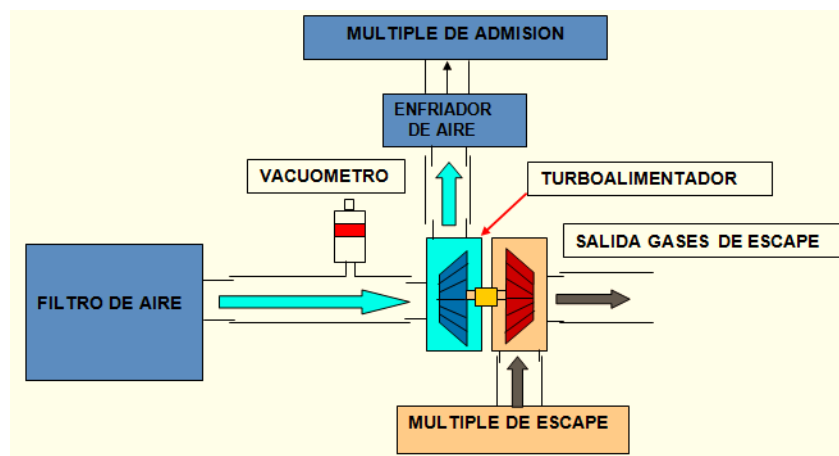 MULTIPLE DE ADMISION
ENFRIADOR
DE AIRE
VACUOMETRO
TURBOALIMENTADOR
SALIDA GASES DE ESCAPE
FILTRO DE AIRE
MULTIPLE DE ESCAPE